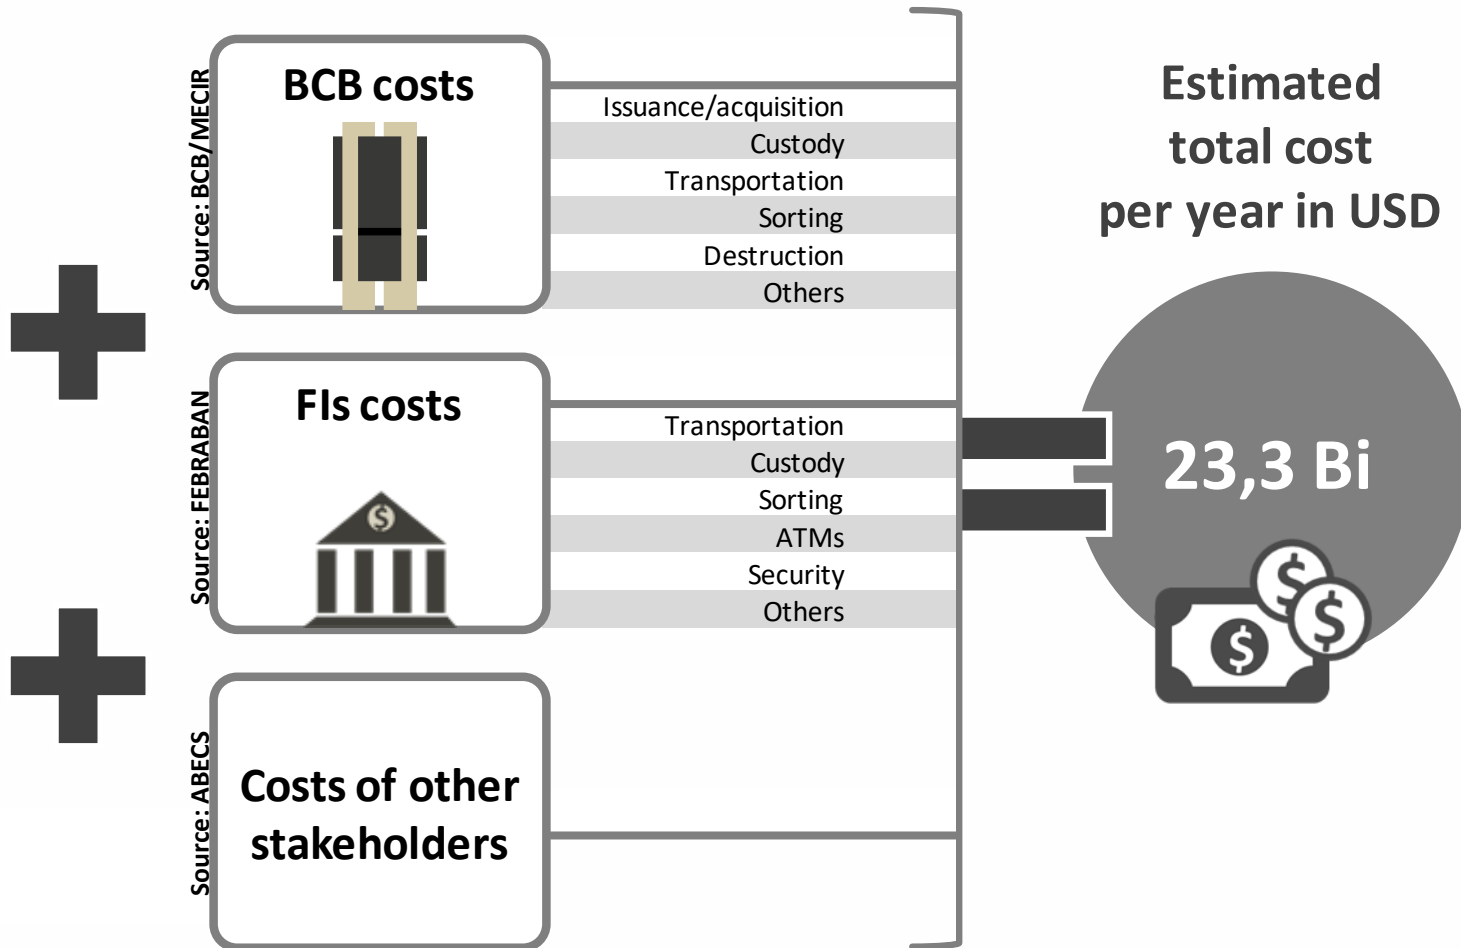 Source: BCB/MECIR
BCB costs
Issuance/acquisition
Custody
Transportation
Sorting
Destruction
Others
Source: FEBRABAN
FIs costs
$
Transportation
Custody
Sorting
ATMs
Security
Others
Source: ABECS
Costs of other
stakeholders
Estimated
total cost
per year in USD
23,3 Bi
$
$
$